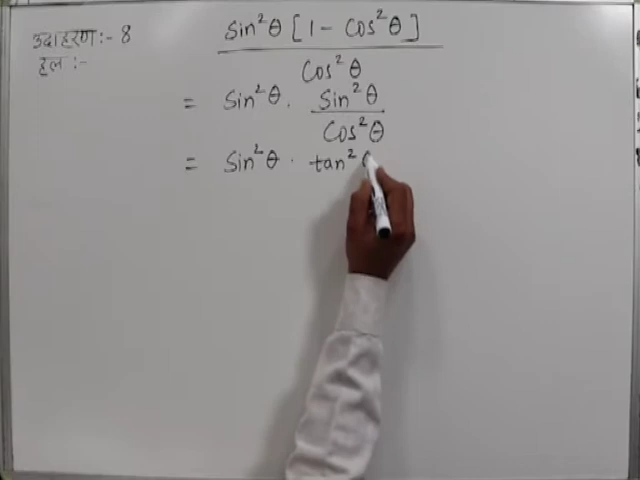 उदाहरण:- 8
हल :-
Sin²θ [1 - Cos²θ]
Cos²θ
= Sin²θ . Sin²θ
Cos²θ
= Sin²θ . tan²